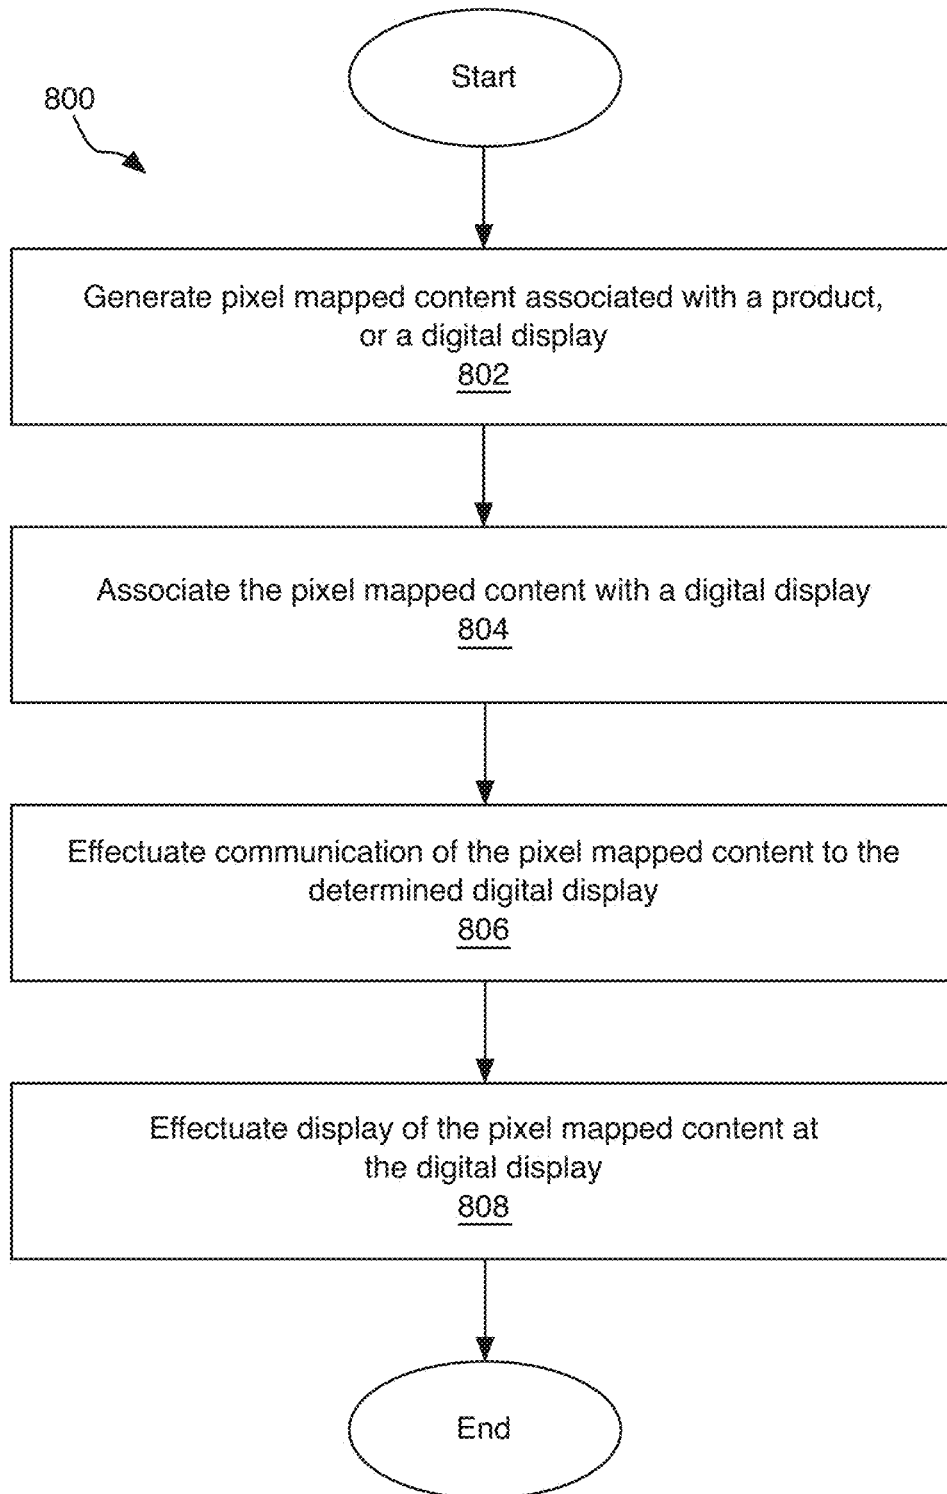 Start
800
Generate pixel mapped content associated with a product,
or a digital display
802
Associate the pixel mapped content with a digital display
804
Effectuate communication of the pixel mapped content to the
determined digital display
806
Effectuate display of the pixel mapped content at
the digital display
808
End